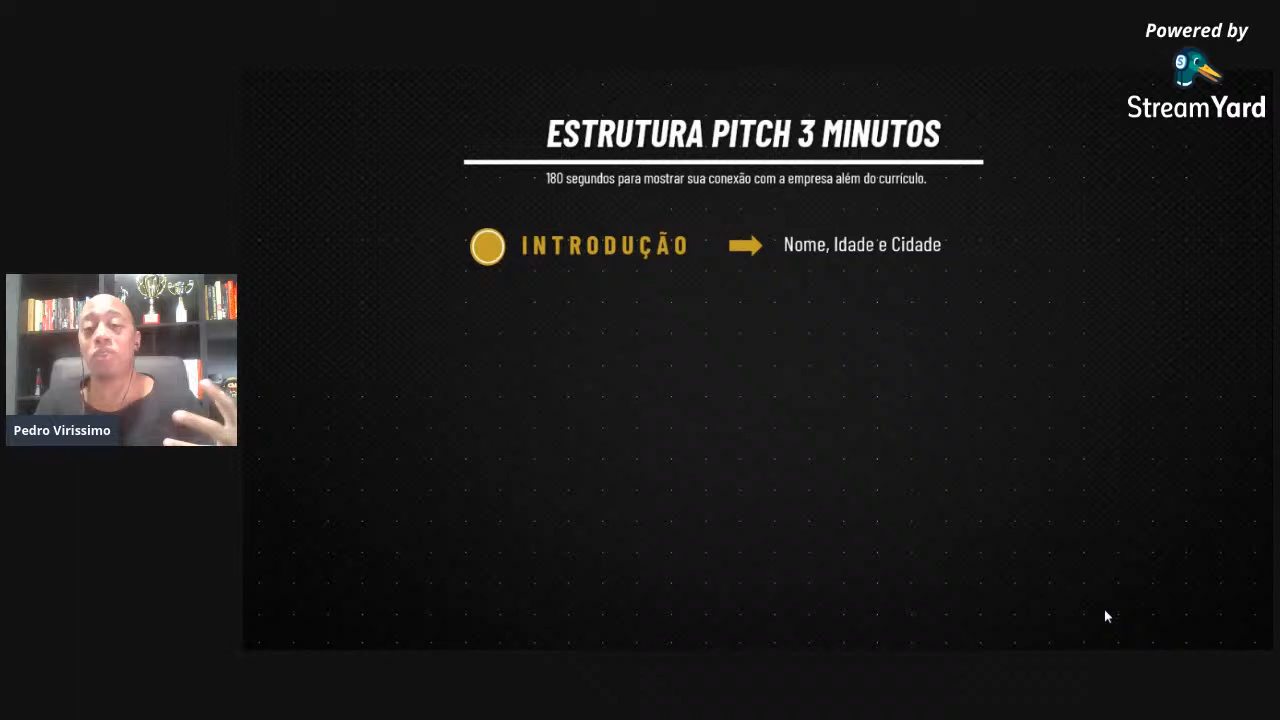 Powered by
StreamYard
ESTRUTURA PITCH 3 MINUTOS
180 segundos para mostrar sua conexão com a empresa além do currículo.
INTRODUÇÃO Nome, Idade e Cidade
Pedro Virissimo